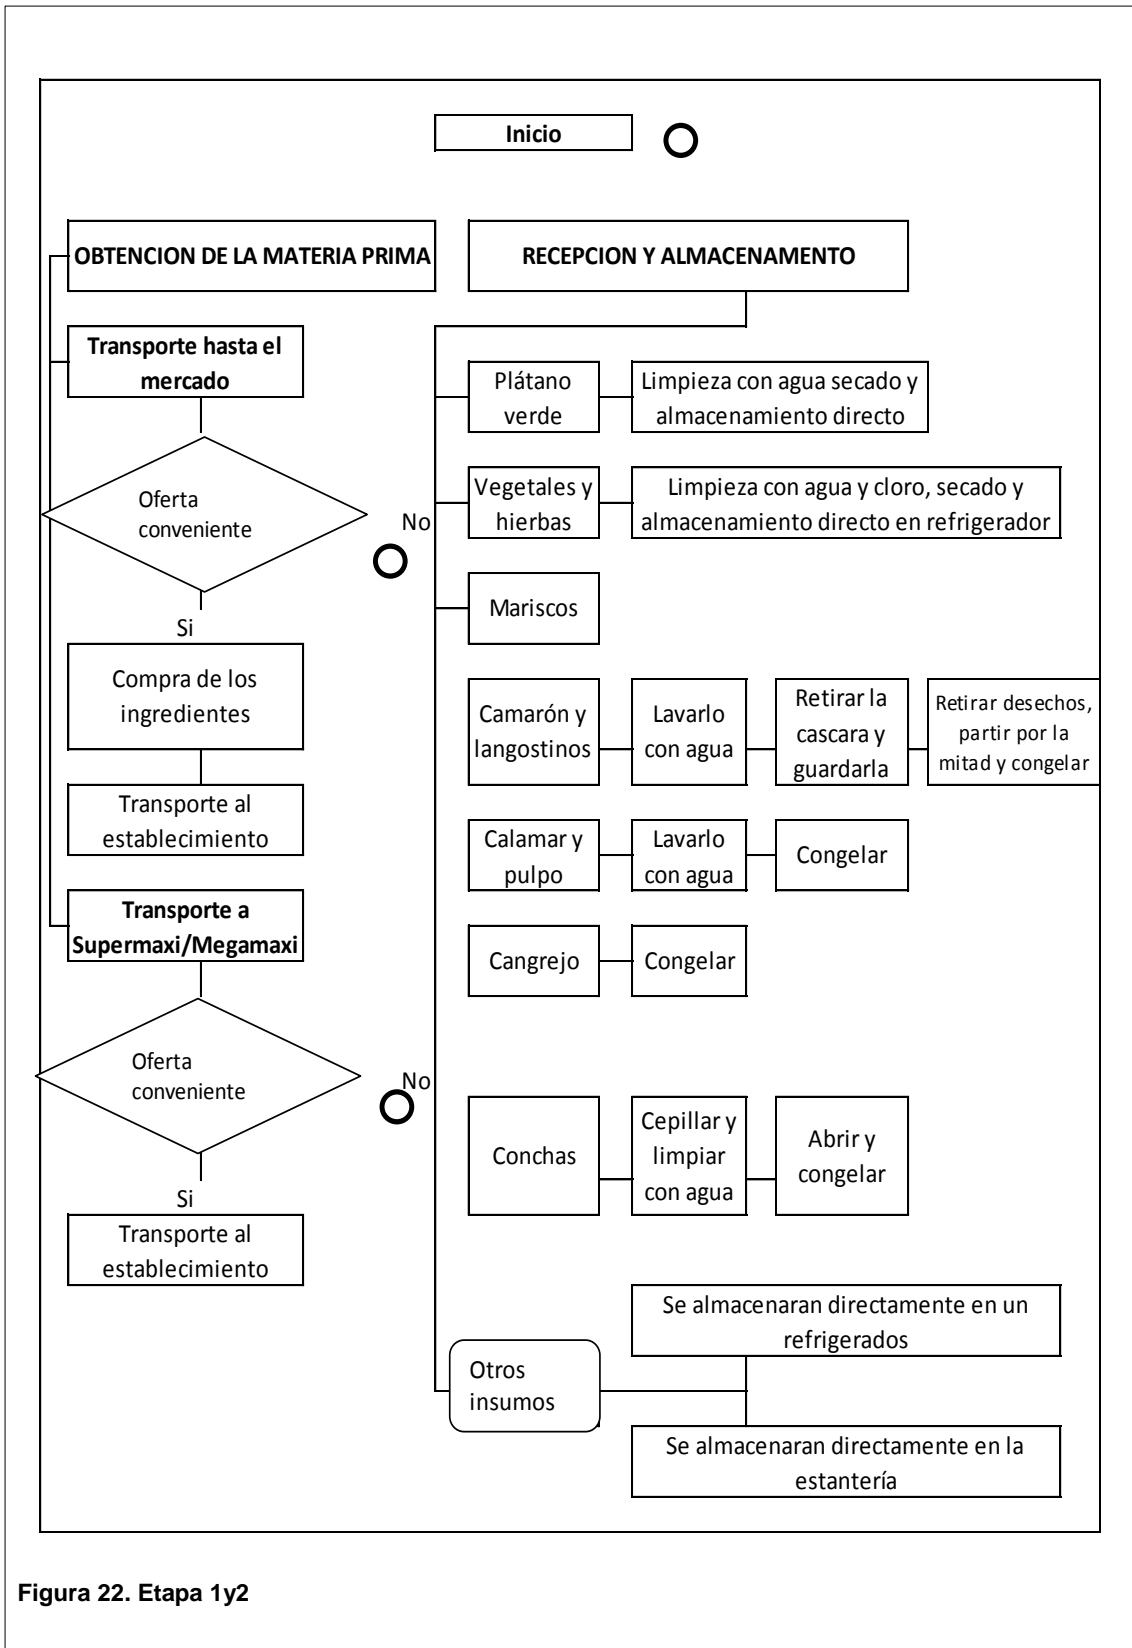 Inicio
OBTENCION DE LA MATERIA PRIMA
Transporte hasta el
mercado
Oferta
conveniente
No
Si
Compra de los
ingredientes
Transporte al
establecimiento
Transporte a
Supermaxi/Megamaxi
Oferta
conveniente
No
Si
Transporte al
establecimiento
RECEPCION Y ALMACENAMENTO
Plátano
verde
Limpieza con agua secado y
almacenamiento directo
Vegetales y
hierbas
Limpieza con agua y cloro, secado y
almacenamiento directo en refrigerador
Mariscos
Camarón y
langostinos
Lavarlo
con agua
Retirar la
cascara y
guardarla
Retirar desechos,
partir por la
mitad y congelar
Calamar y
pulpo
Lavarlo
con agua
Congelar
Cangrejo
Congelar
Conchas
Cepillar y
limpiar
con agua
Abrir y
congelar
Otros
insumos
Se almacenaran directamente en un
refrigerados
Se almacenaran directamente en la
estantería
Figura 22. Etapa 1y2